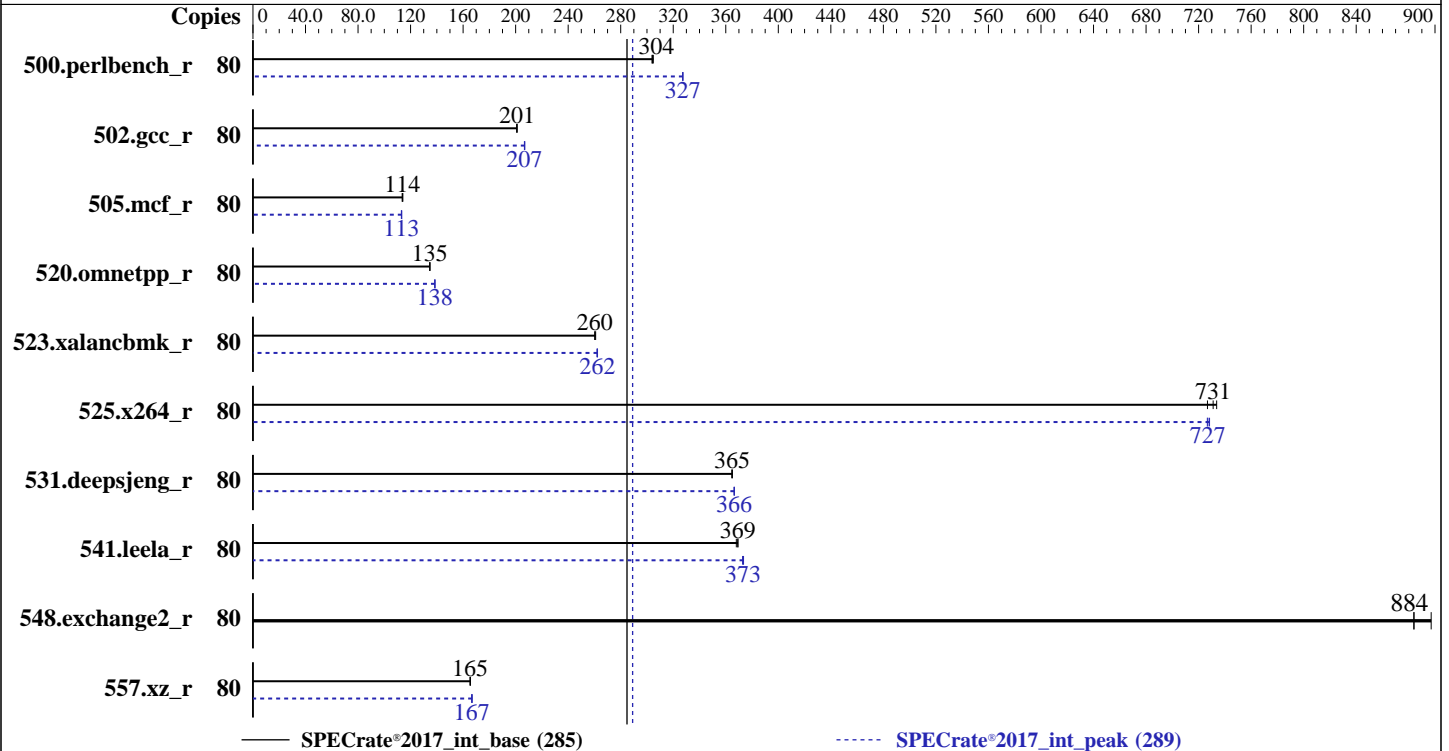 Copies 0 40.0 80.0 120 160 200 240 280 320 360 400 440 480 520 560 600 640 680 720 760 800 840 900
500.perlbench_r 80 304
327
502.gcc_r 80 201
207
505.mcf_r 80 114
113
520.omnetpp_r 80 135
138
523.xalancbmk_r 80 260
262
525.x264_r 80 731
727
531.deepsjeng_r 80 365
366
541.leela_r 80 369
373
548.exchange2_r 80 884
557.xz_r 80 165
167
SPECrate®2017_int_base (285) SPECrate®2017_int_peak (289)